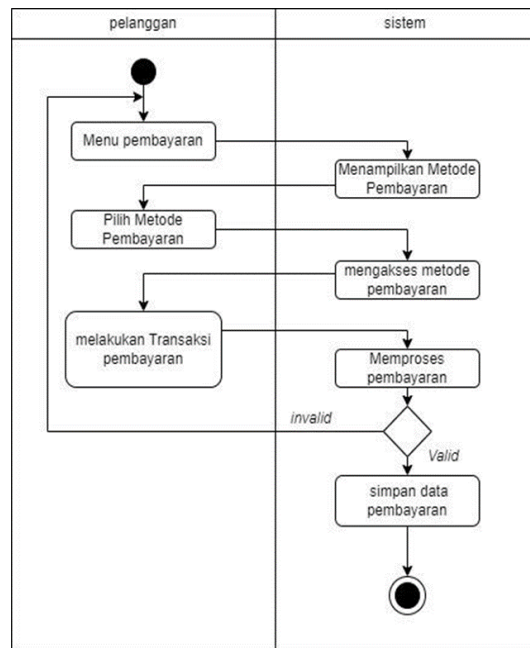 pelanggan
sistem
Menu pembayaran
Menampilkan Metode
Pembayaran
Pilih Metode
Pembayaran
mengakses metode
pembayaran
melakukan Transaksi
pembayaran
Memproses
pembayaran
invalid
Valid
simpan data
pembayaran